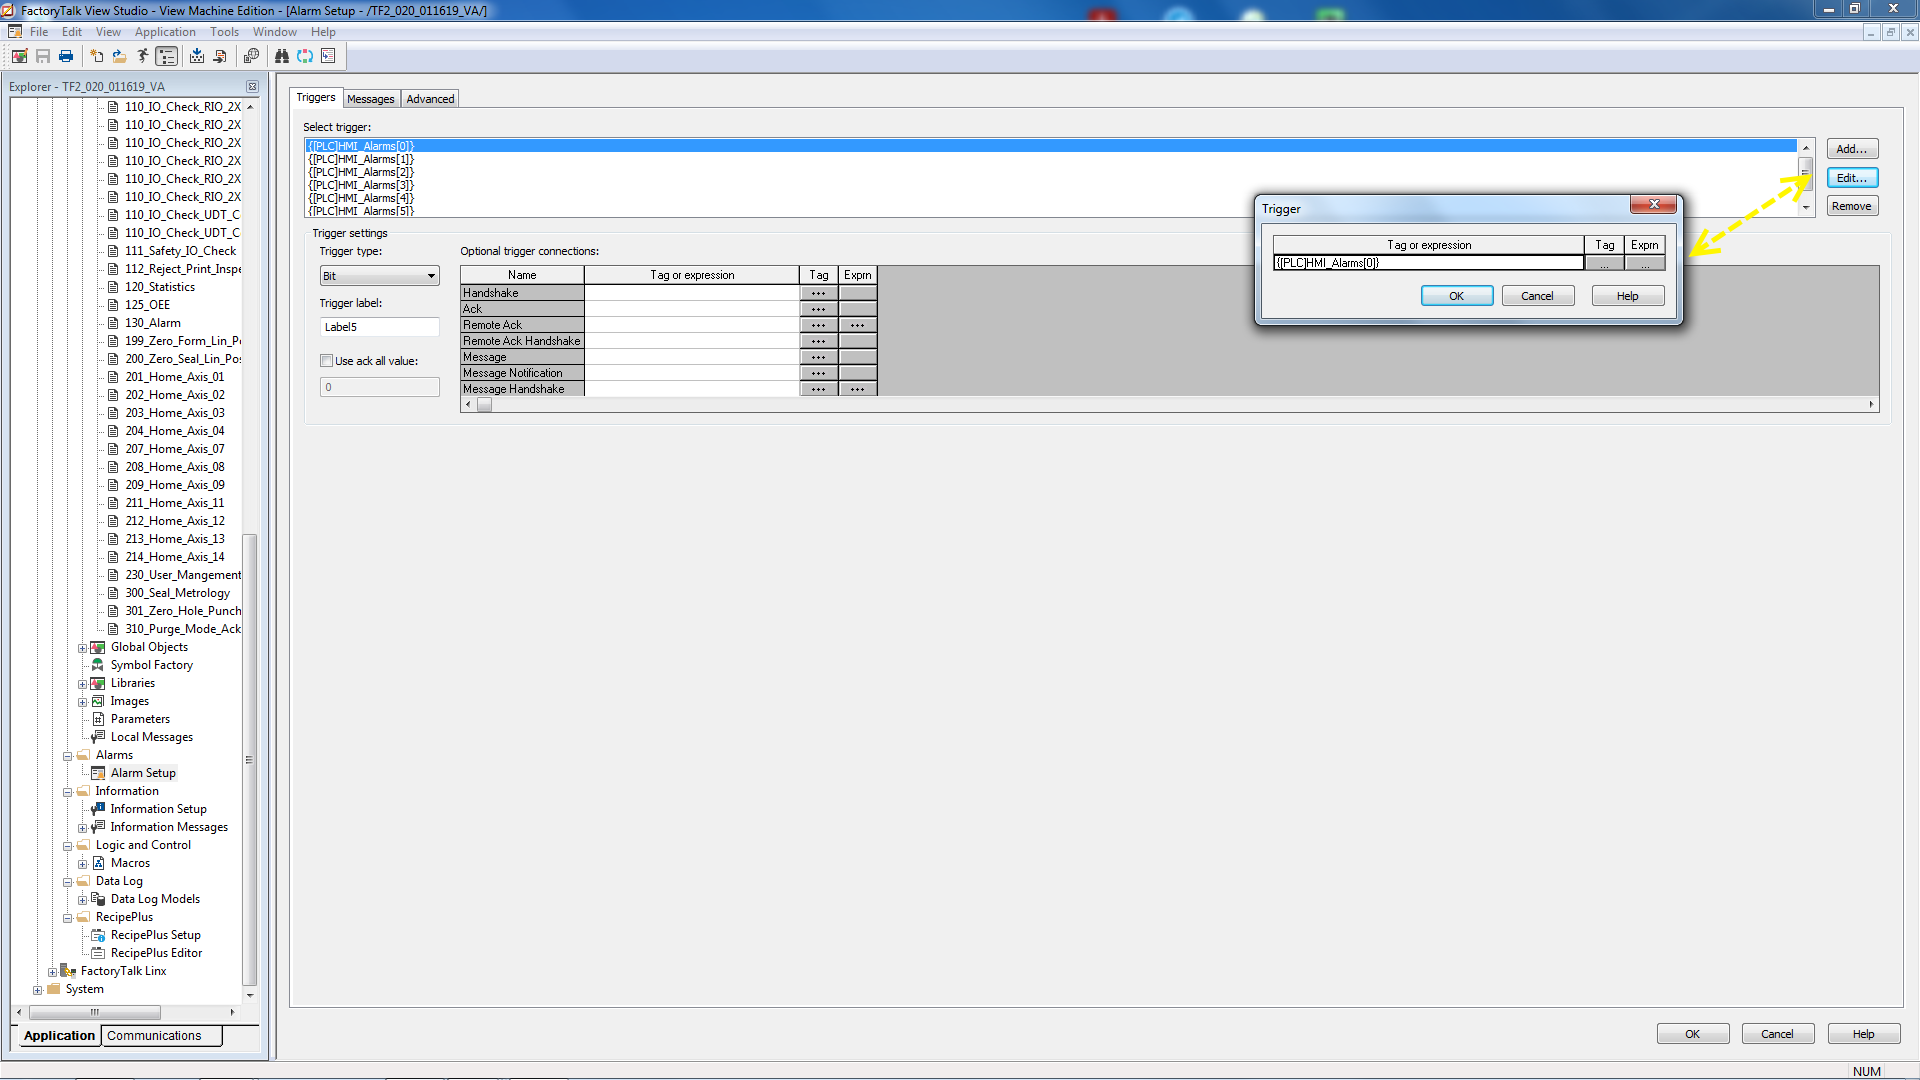 FactoryTalk View Studio - View Machine Edition - [Alarm Setup - /TF2_020_011619_VA/]
File Edit View Application Tools Window Help
Explorer - TF2_020_011619_VA
110_IO_Check_RIO_2X
110_IO_Check_RIO_2X
110_IO_Check_RIO_2X
110_IO_Check_RIO_2X
110_IO_Check_RIO_2X
110_IO_Check_RIO_2X
110_IO_Check_UDT_C
110_IO_Check_UDT_C
111_Safety_IO_Check
112_Reject_Print_Inspe
120_Statistics
125_OEE
130_Alarm
199_Zero_Form_Lin_P
200_Zero_Seal_Lin_Pos
201_Home_Axis_01
202_Home_Axis_02
203_Home_Axis_03
204_Home_Axis_04
207_Home_Axis_07
208_Home_Axis_08
209_Home_Axis_09
211_Home_Axis_11
212_Home_Axis_12
213_Home_Axis_13
214_Home_Axis_14
230_User_Mangement
300_Seal_Metrology
301_Zero_Hole_Punch
310_Purge_Mode_Ack
Global Objects
Symbol Factory
Libraries
Images
Parameters
Local Messages
Alarms
Alarm Setup
Information
Information Setup
Information Messages
Logic and Control
Macros
Data Log
Data Log Models
RecipePlus
RecipePlus Setup
RecipePlus Editor
FactoryTalk Linx
System
Application Communications
Triggers Messages Advanced
Select trigger:
{[PLC]HMI_Alarms[0]}
{[PLC]HMI_Alarms[1]}
{[PLC]HMI_Alarms[2]}
{[PLC]HMI_Alarms[3]}
{[PLC]HMI_Alarms[4]}
{[PLC]HMI_Alarms[5]}
Add...
Edit...
Remove
Trigger settings
Trigger type:
Bit
Trigger label:
Label5
Use ack all value:
0
Optional trigger connections:
Name Tag or expression Tag Exprn
Handshake ...
Ack ...
Remote Ack ... ...
Remote Ack Handshake ...
Message ...
Message Notification ...
Message Handshake ... ...
Trigger
Tag or expression Tag Exprn
{[PLC]HMI_Alarms[0]} ... ...
OK Cancel Help
OK Cancel Help
NUM